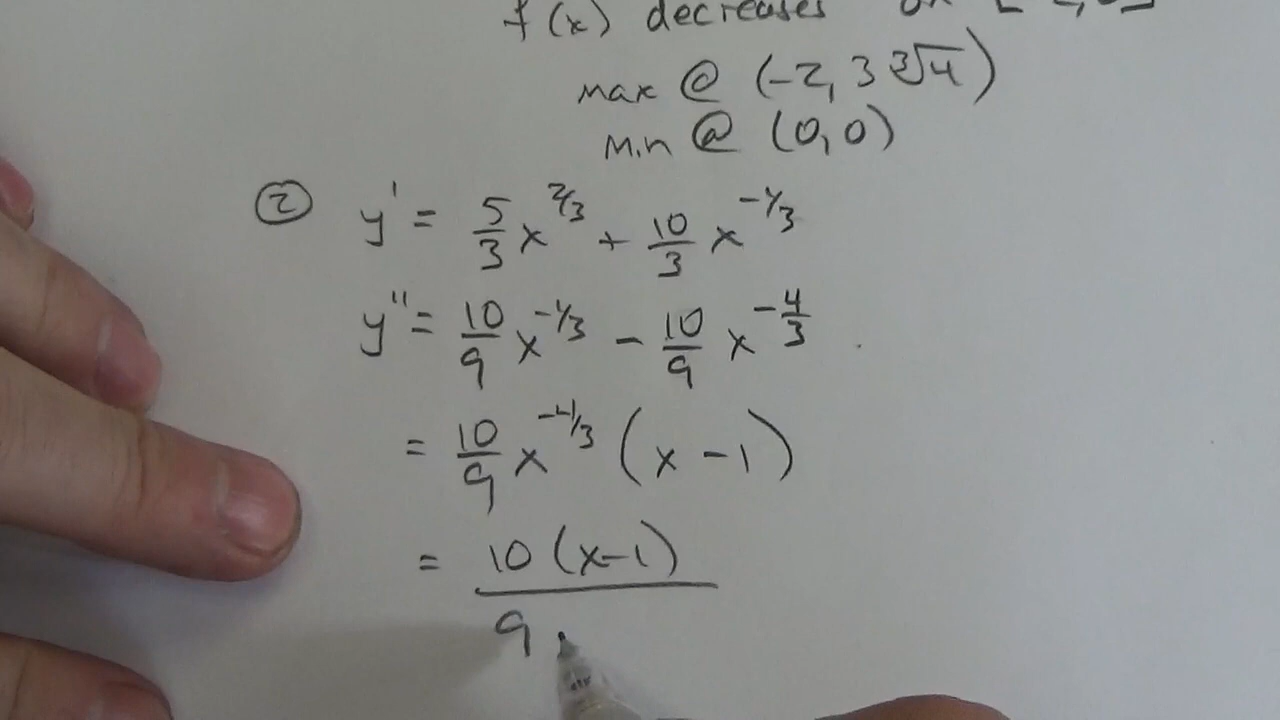 f(x) decreases on [
max @ (-2, 3∛4)
min @ (0,0)
② y' = 5/3 x^(2/3) + 10/3 x^(-1/3)
y" = 10/9 x^(-1/3) - 10/9 x^(-4/3)
= 10/9 x^(-4/3) (x - 1)
= 10(x-1)
9